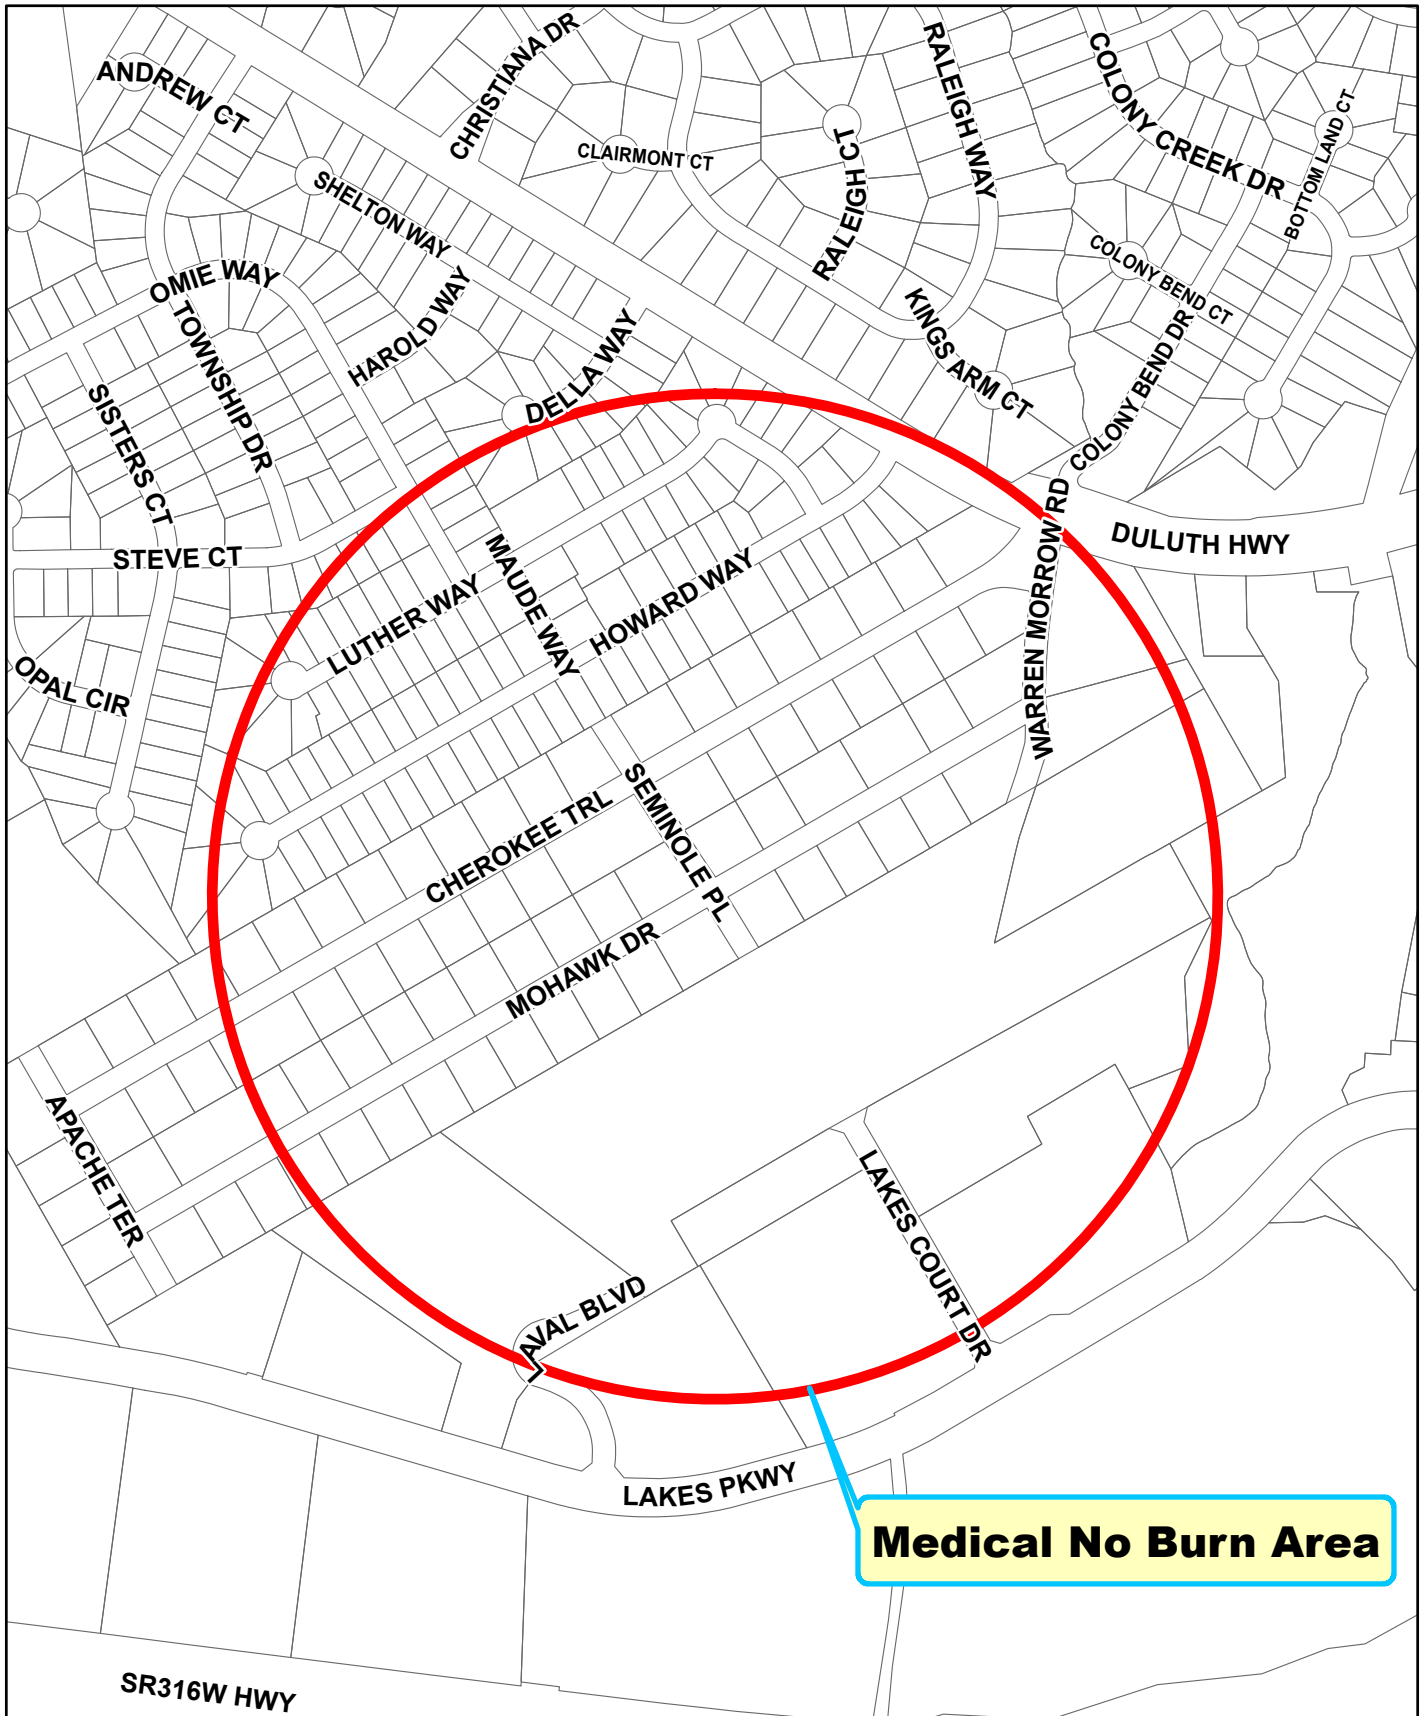 CHRISTIANA DR
RALEIGH WAY
COLONY CREEK DR
ANDREW CT
BOTTOM LAND CT
CLAIRMONT CT
RALEIGH CT
SHELTON WAY
COLONY BEND CT
OMIE WAY
HAROLD WAY
TOWNSHIP DR
KINGS ARM CT
COLONY BEND DR
DELLA WAY
SISTERS CT
WARREN MORROW RD
DULUTH HWY
STEVE CT
MAUDE WAY
LUTHER WAY
HOWARD WAY
OPAL CIR
SEMINOLE PL
CHEROKEE TRL
MOHAWK DR
APACHE TER
LAKES COURT DR
LAVAL BLVD
LAKES PKWY
Medical No Burn Area
SR316W HWY